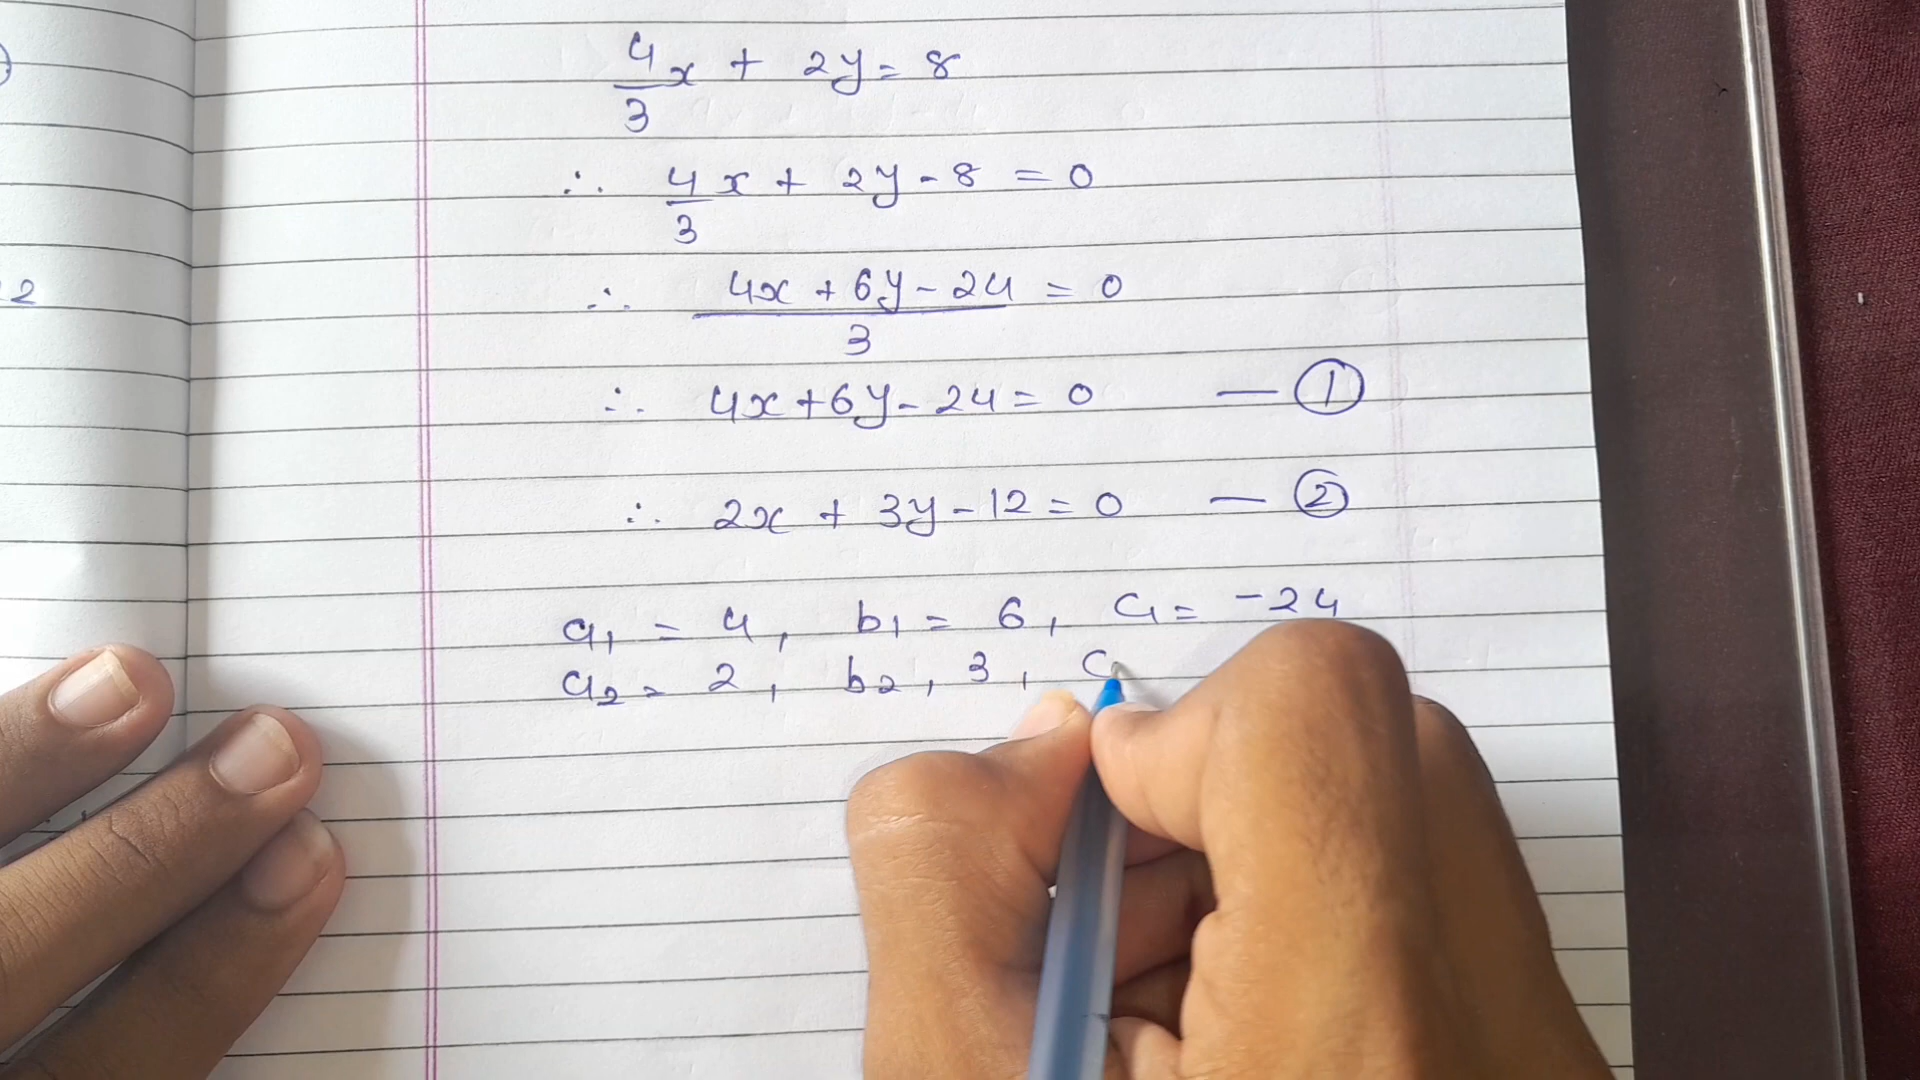 4/3 x + 2y = 8
∴ 4/3 x + 2y - 8 = 0
∴ (4x + 6y - 24)/3 = 0
∴ 4x + 6y - 24 = 0 — ①
2
∴ 2x + 3y - 12 = 0 — ②
a1 = 4, b1 = 6, c1 = -24
a2 = 2, b2, 3, c